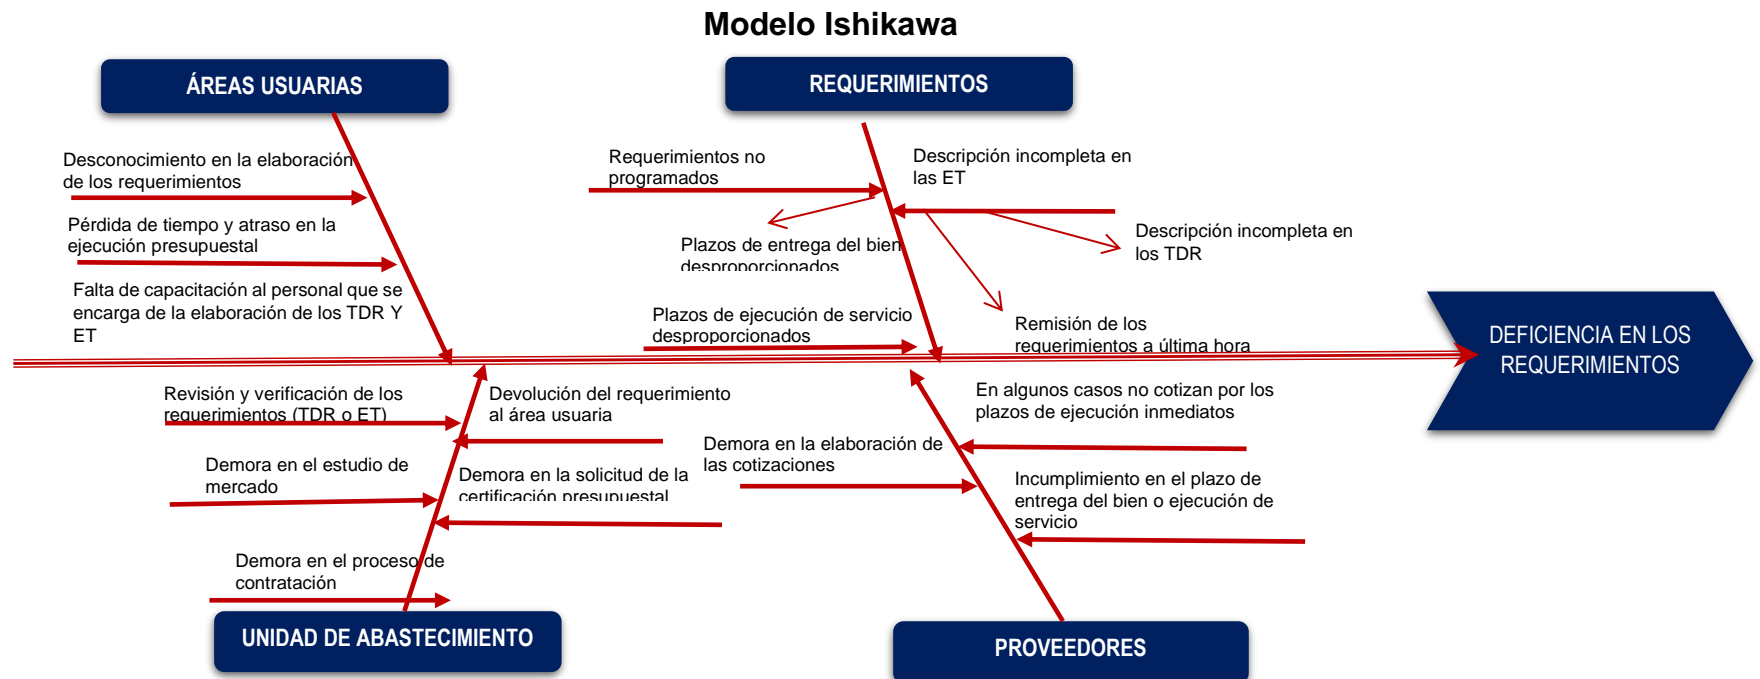 Modelo Ishikawa
ÁREAS USUARIAS
REQUERIMIENTOS
Desconocimiento en la elaboración
de los requerimientos
Pérdida de tiempo y atraso en la
ejecución presupuestal
Falta de capacitación al personal que se
encarga de la elaboración de los TDR Y
ET
Requerimientos no
programados
Descripción incompleta en
las ET
Plazos de entrega del bien
desproporcionados
Descripción incompleta en
los TDR
Plazos de ejecución de servicio
desproporcionados
Remisión de los
requerimientos a última hora
DEFICIENCIA EN LOS
REQUERIMIENTOS
Revisión y verificación de los
requerimientos (TDR o ET)
Devolución del requerimiento
al área usuaria
Demora en el estudio de
mercado
Demora en la solicitud de la
certificación presupuestal
Demora en el proceso de
contratación
En algunos casos no cotizan por los
plazos de ejecución inmediatos
Demora en la elaboración de
las cotizaciones
Incumplimiento en el plazo de
entrega del bien o ejecución de
servicio
UNIDAD DE ABASTECIMIENTO
PROVEEDORES